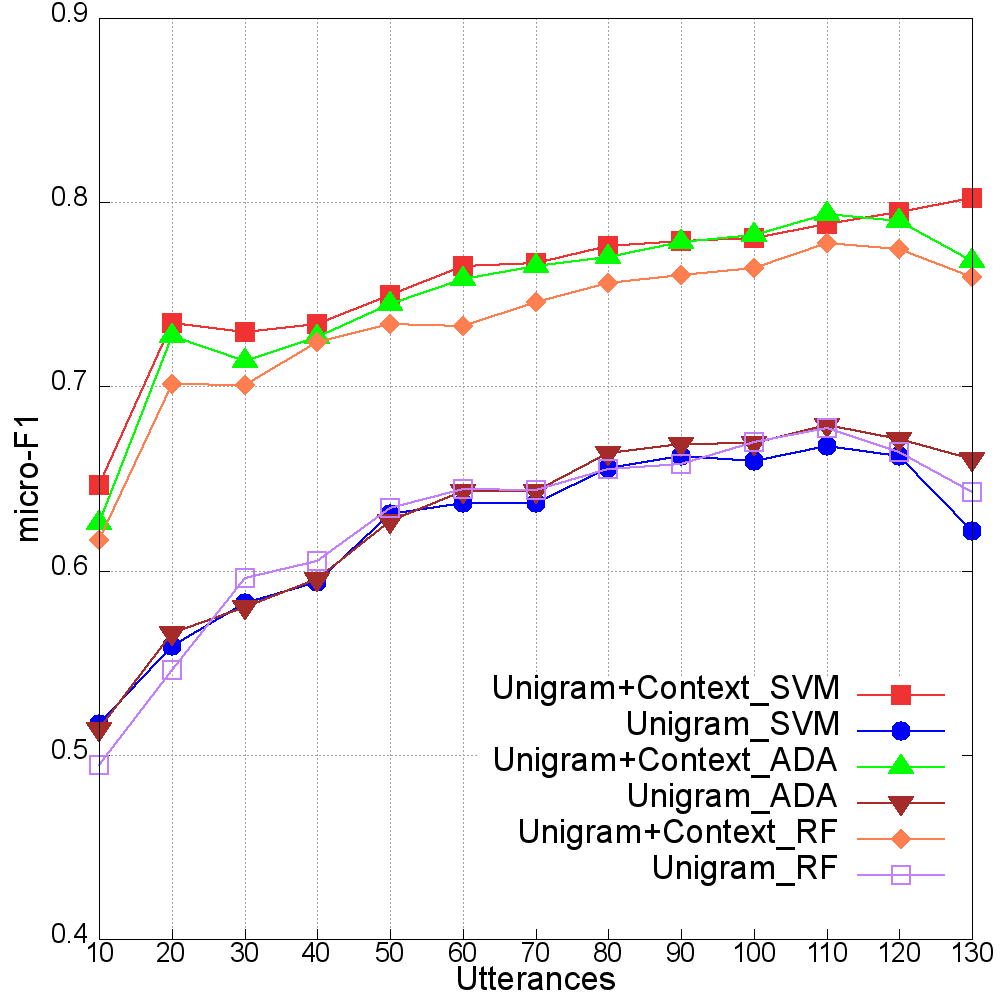 0.9
0.8
0.7
0.6
0.5
0.4
micro-F1
Unigram+Context_SVM
Unigram_SVM
Unigram+Context_ADA
Unigram_ADA
Unigram+Context_RF
Unigram_RF
10 20 30 40 50 60 70 80 90 100 110 120 130
Utterances